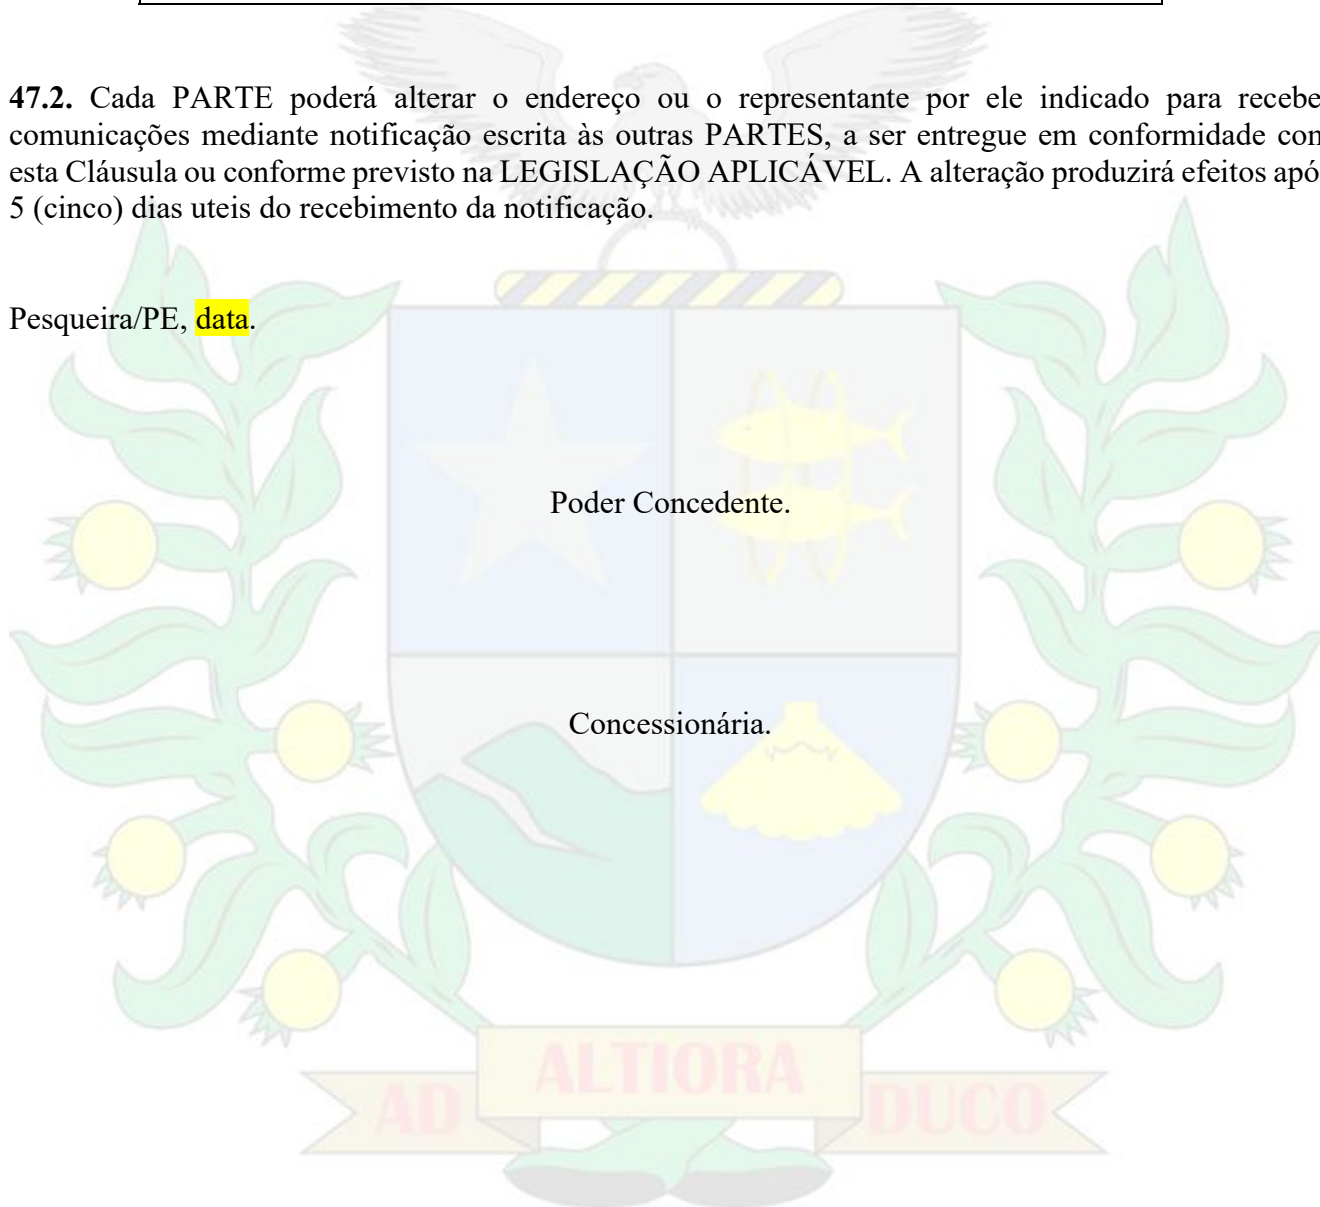 47.2. Cada PARTE poderá alterar o endereço ou o representante por ele indicado para recebe
comunicações mediante notificação escrita às outras PARTES, a ser entregue em conformidade con
esta Cláusula ou conforme previsto na LEGISLAÇÃO APLICÁVEL. A alteração produzirá efeitos apó
5 (cinco) dias uteis do recebimento da notificação.
Pesqueira/PE, data.
Poder Concedente.
Concessionária.
AD ALTIORA DUCO